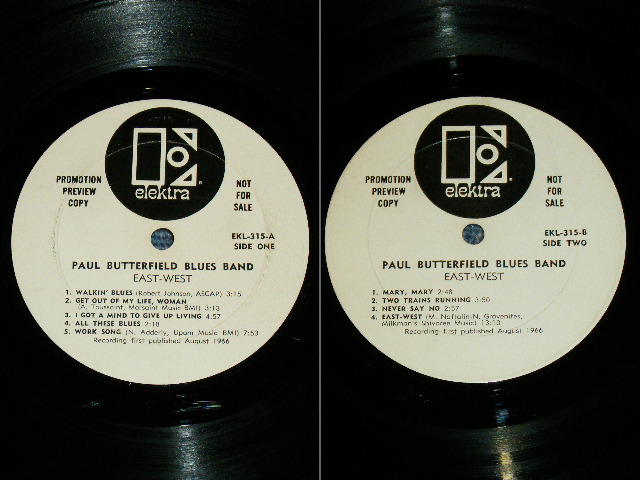 elektra
PROMOTION
PREVIEW
COPY
NOT
FOR
SALE
EKL-315-A
SIDE ONE
PAUL BUTTERFIELD BLUES BAND
EAST-WEST
1. WALKIN' BLUES (Robert Johnson, ASCAP) 3:15
2. GET OUT OF MY LIFE, WOMAN
(A. Toussaint, Marsaint Music BMI) 3:13
3. I GOT A MIND TO GIVE UP LIVING 4:57
4. ALL THESE BLUES 2:18
5. WORK SONG (N. Adderly, Upam Music BMI) 7:53
Recording first published August 1966
elektra
PROMOTION
PREVIEW
COPY
NOT
FOR
SALE
EKL-315-B
SIDE TWO
PAUL BUTTERFIELD BLUES BAND
EAST-WEST
1. MARY, MARY 2:48
2. TWO TRAINS RUNNING 3:50
3. NEVER SAY NO 2:57
4. EAST-WEST (M. Naftalin-N. Gravenites,
Milkman's Shivaree Music) 13:10
Recording first published August 1966